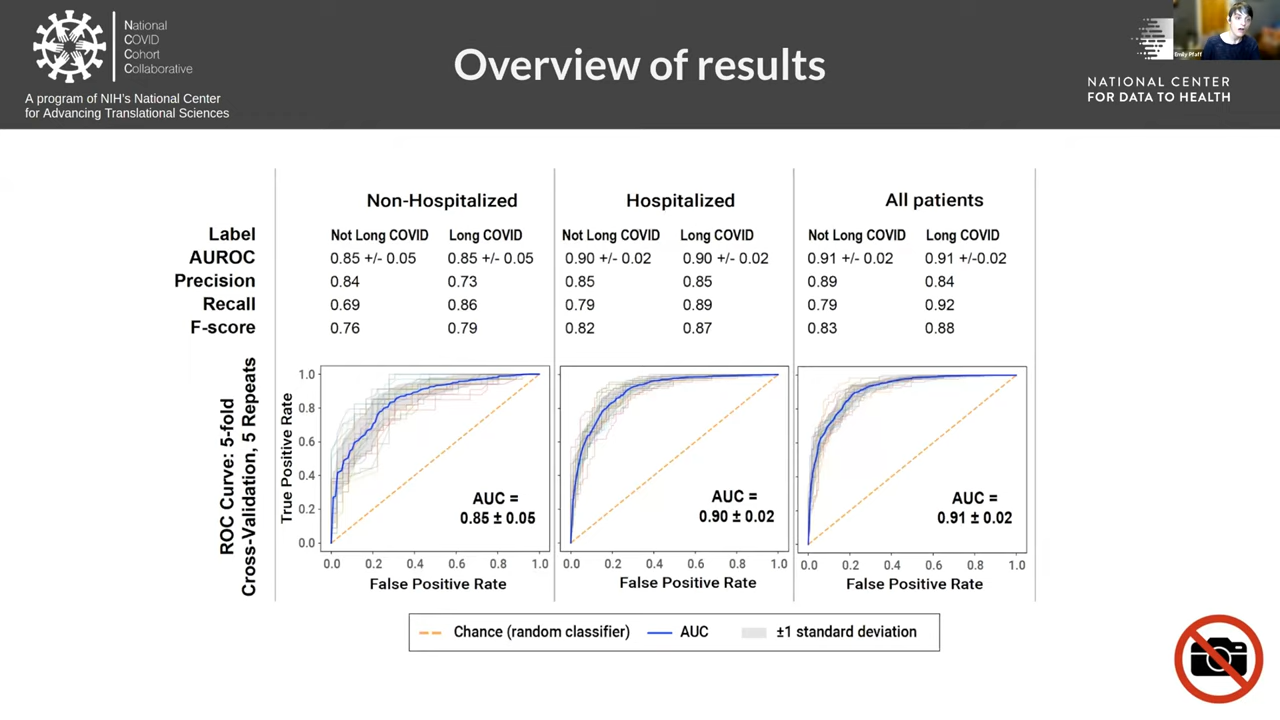 National
COVID
Cohort
Collaborative
A program of NIH's National Center
for Advancing Translational Sciences
Overview of results
Emily Pfaff
NATIONAL CENTER
FOR DATA TO HEALTH
Non-Hospitalized Hospitalized All patients
Label Not Long COVID Long COVID Not Long COVID Long COVID Not Long COVID Long COVID
AUROC 0.85 +/- 0.05 0.85 +/- 0.05 0.90 +/- 0.02 0.90 +/- 0.02 0.91 +/- 0.02 0.91 +/-0.02
Precision 0.84 0.73 0.85 0.85 0.89 0.84
Recall 0.69 0.86 0.79 0.89 0.79 0.92
F-score 0.76 0.79 0.82 0.87 0.83 0.88
ROC Curve: 5-fold
Cross-Validation, 5 Repeats
True Positive Rate
1.0
0.8
0.6
0.4
0.2
0.0
AUC =
0.85 ± 0.05
0.0 0.2 0.4 0.6 0.8 1.0
False Positive Rate
AUC =
0.90 ± 0.02
0.0 0.2 0.4 0.6 0.8 1.0
False Positive Rate
AUC =
0.91 ± 0.02
0.0 0.2 0.4 0.6 0.8 1.0
False Positive Rate
Chance (random classifier) AUC ±1 standard deviation